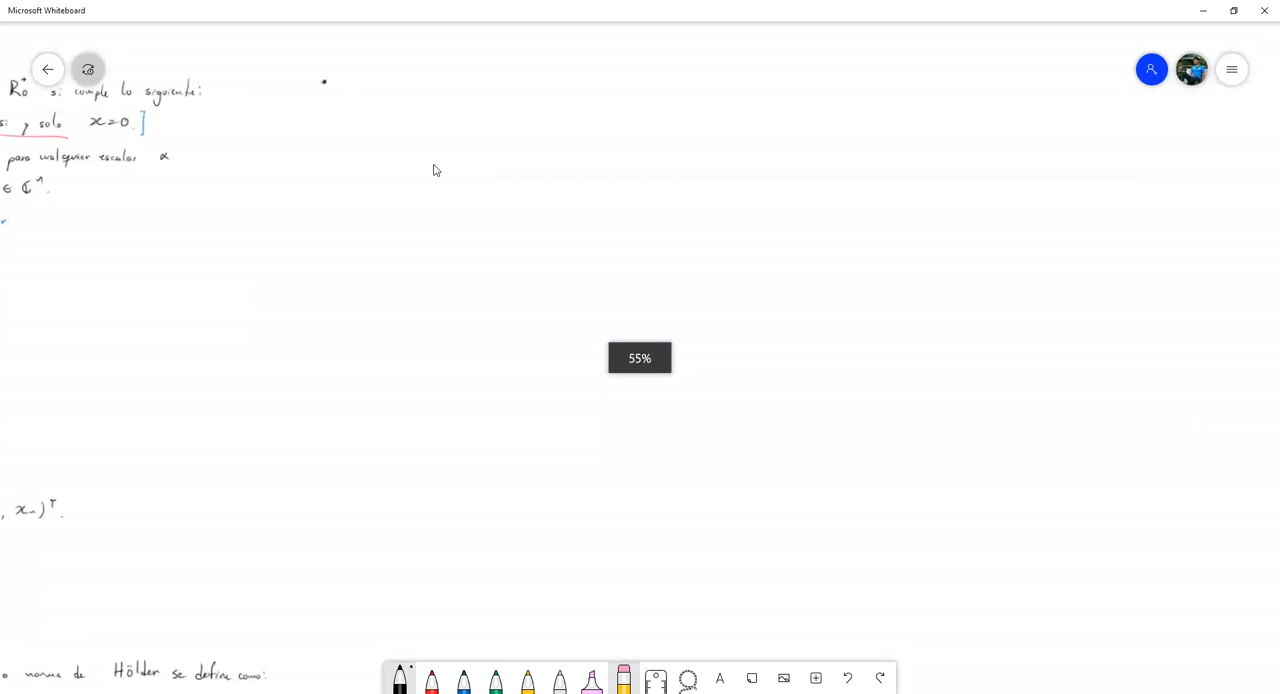 Microsoft Whiteboard
R₀⁺ si cumple lo siguiente:
si y solo x=0.]
para cualquier escalar α
∈ ℂⁿ.
55%
, xₙ)ᵀ.
o norma de Hölder se define como:
A